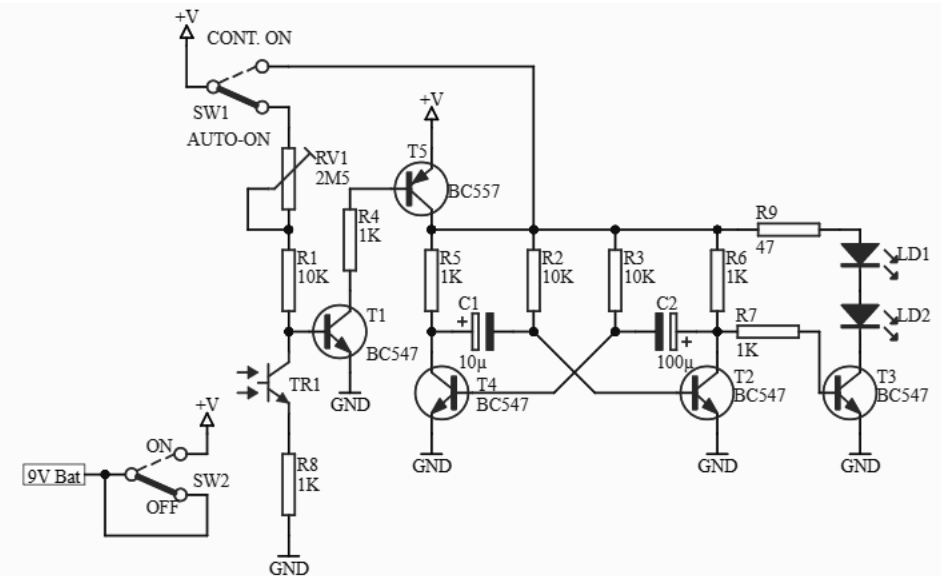 +V
CONT. ON
SW1
AUTO-ON
RV1
2M5
R1
10K
R4
1K
T1
BC547
GND
TR1
R8
1K
GND
+V
ON
OFF
SW2
9V Bat
+V
T5
BC557
R5
1K
R2
10K
R3
10K
R6
1K
R9
47
LD1
LD2
C1
+
10µ
C2
+
100µ
R7
1K
T4
BC547
T2
BC547
T3
BC547
GND
GND
GND